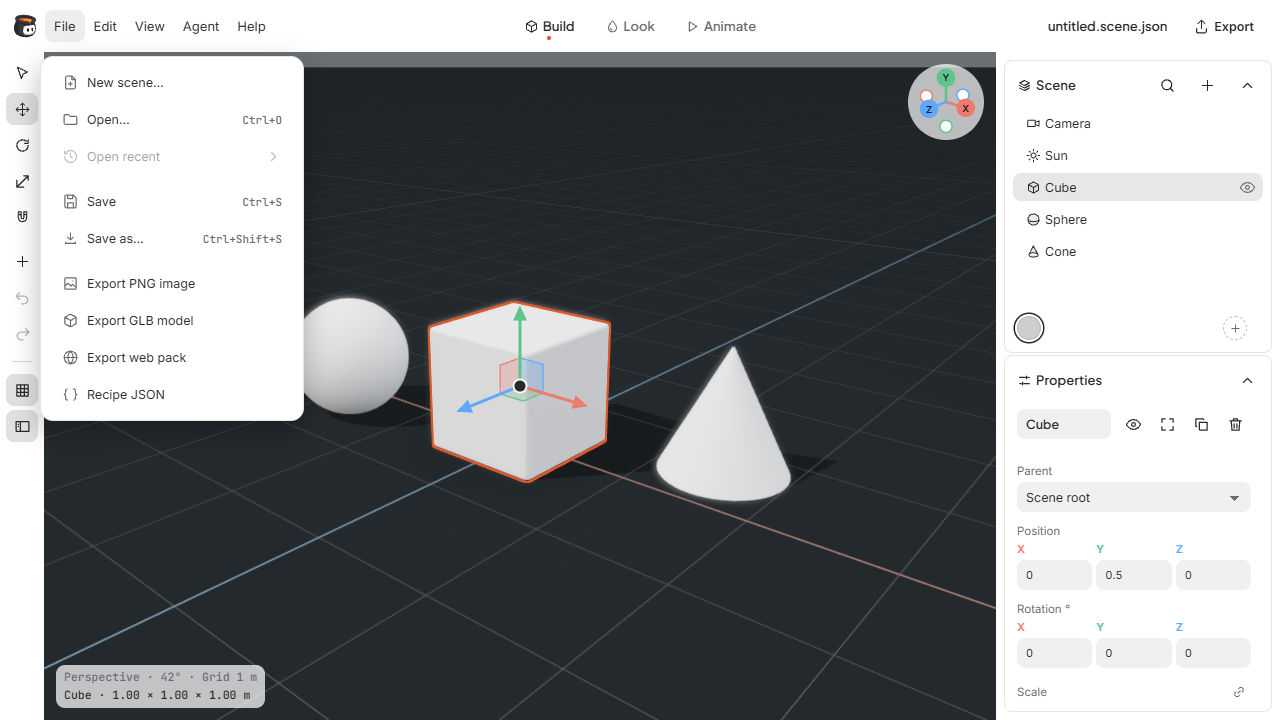 File Edit View Agent Help
Build Look Animate
untitled.scene.json Export
New scene...
Open... Ctrl+O
Open recent
Save Ctrl+S
Save as... Ctrl+Shift+S
Export PNG image
Export GLB model
Export web pack
Recipe JSON
Y
Z X
Perspective · 42° · Grid 1 m
Cube · 1.00 × 1.00 × 1.00 m
Scene
Camera
Sun
Cube
Sphere
Cone
Properties
Cube
Parent
Scene root
Position
X Y Z
0 0.5 0
Rotation °
X Y Z
0 0 0
Scale